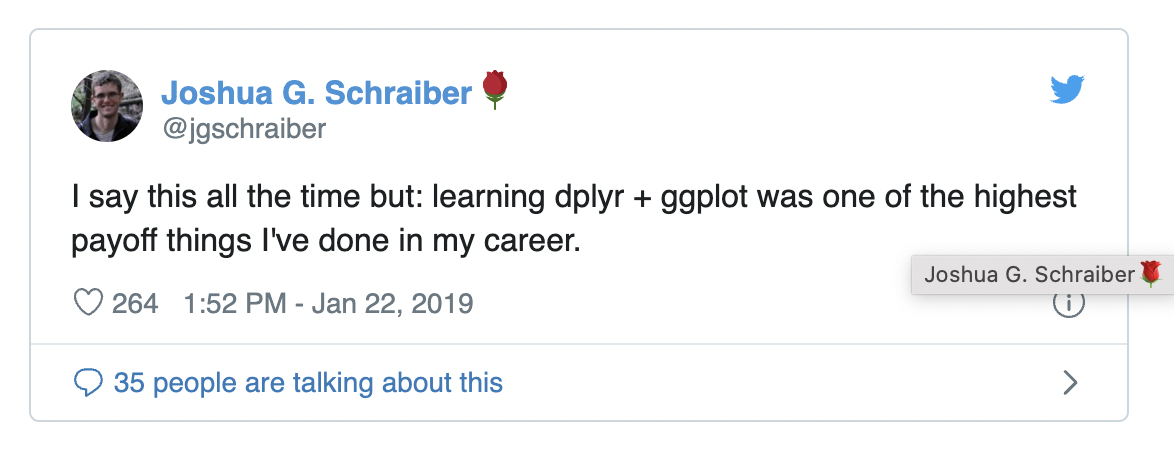 Joshua G. Schraiber🌹
@jgschraiber
I say this all the time but: learning dplyr + ggplot was one of the highest
payoff things I've done in my career.
Joshua G. Schraiber🌹
264 1:52 PM - Jan 22, 2019
35 people are talking about this